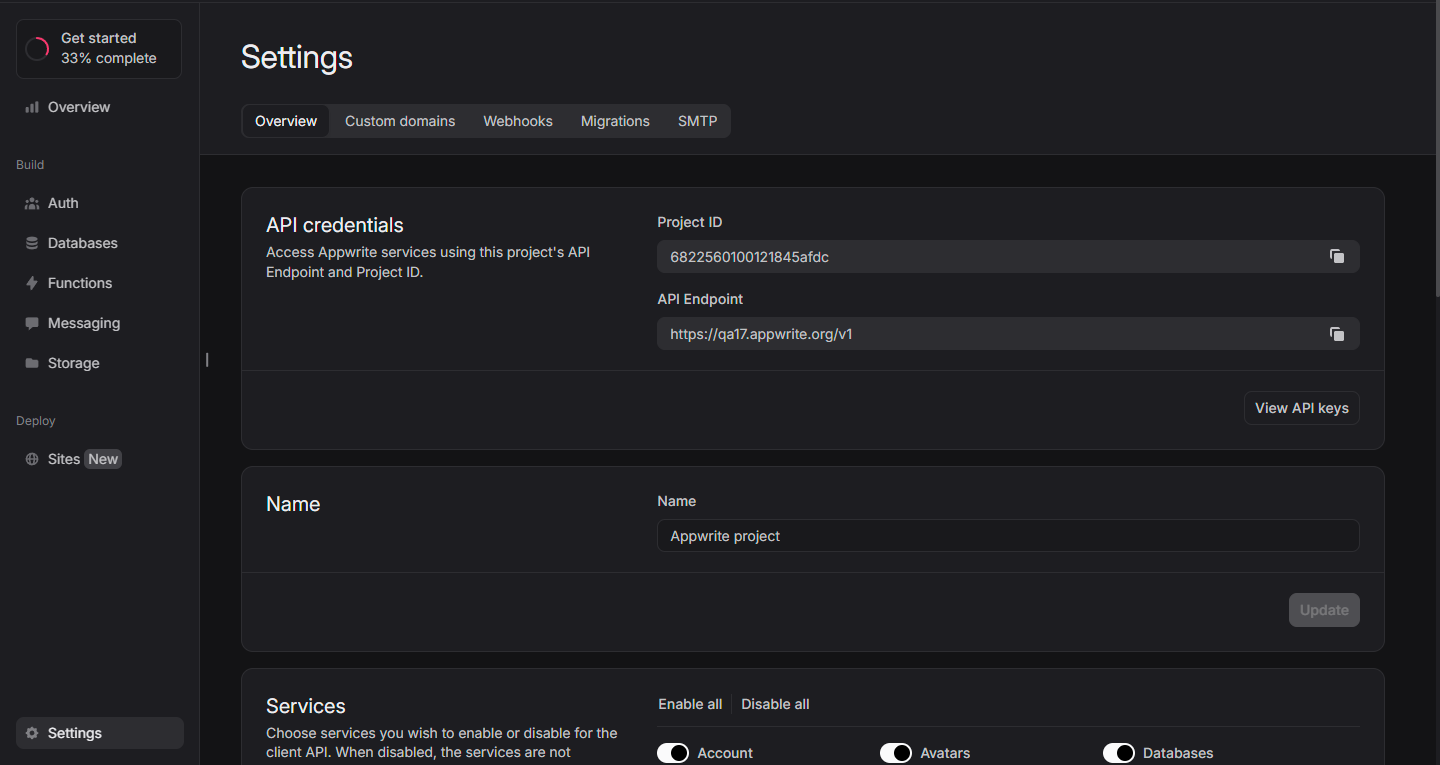 Get started
33% complete
Overview
Build
Auth
Databases
Functions
Messaging
Storage
Deploy
Sites New
Settings
Settings
Overview Custom domains Webhooks Migrations SMTP
API credentials
Access Appwrite services using this project's API
Endpoint and Project ID.
Project ID
6822560100121845afdc
API Endpoint
https://qa17.appwrite.org/v1
View API keys
Name
Name
Appwrite project
Update
Services
Choose services you wish to enable or disable for the
client API. When disabled, the services are not
Enable all Disable all
Account Avatars Databases